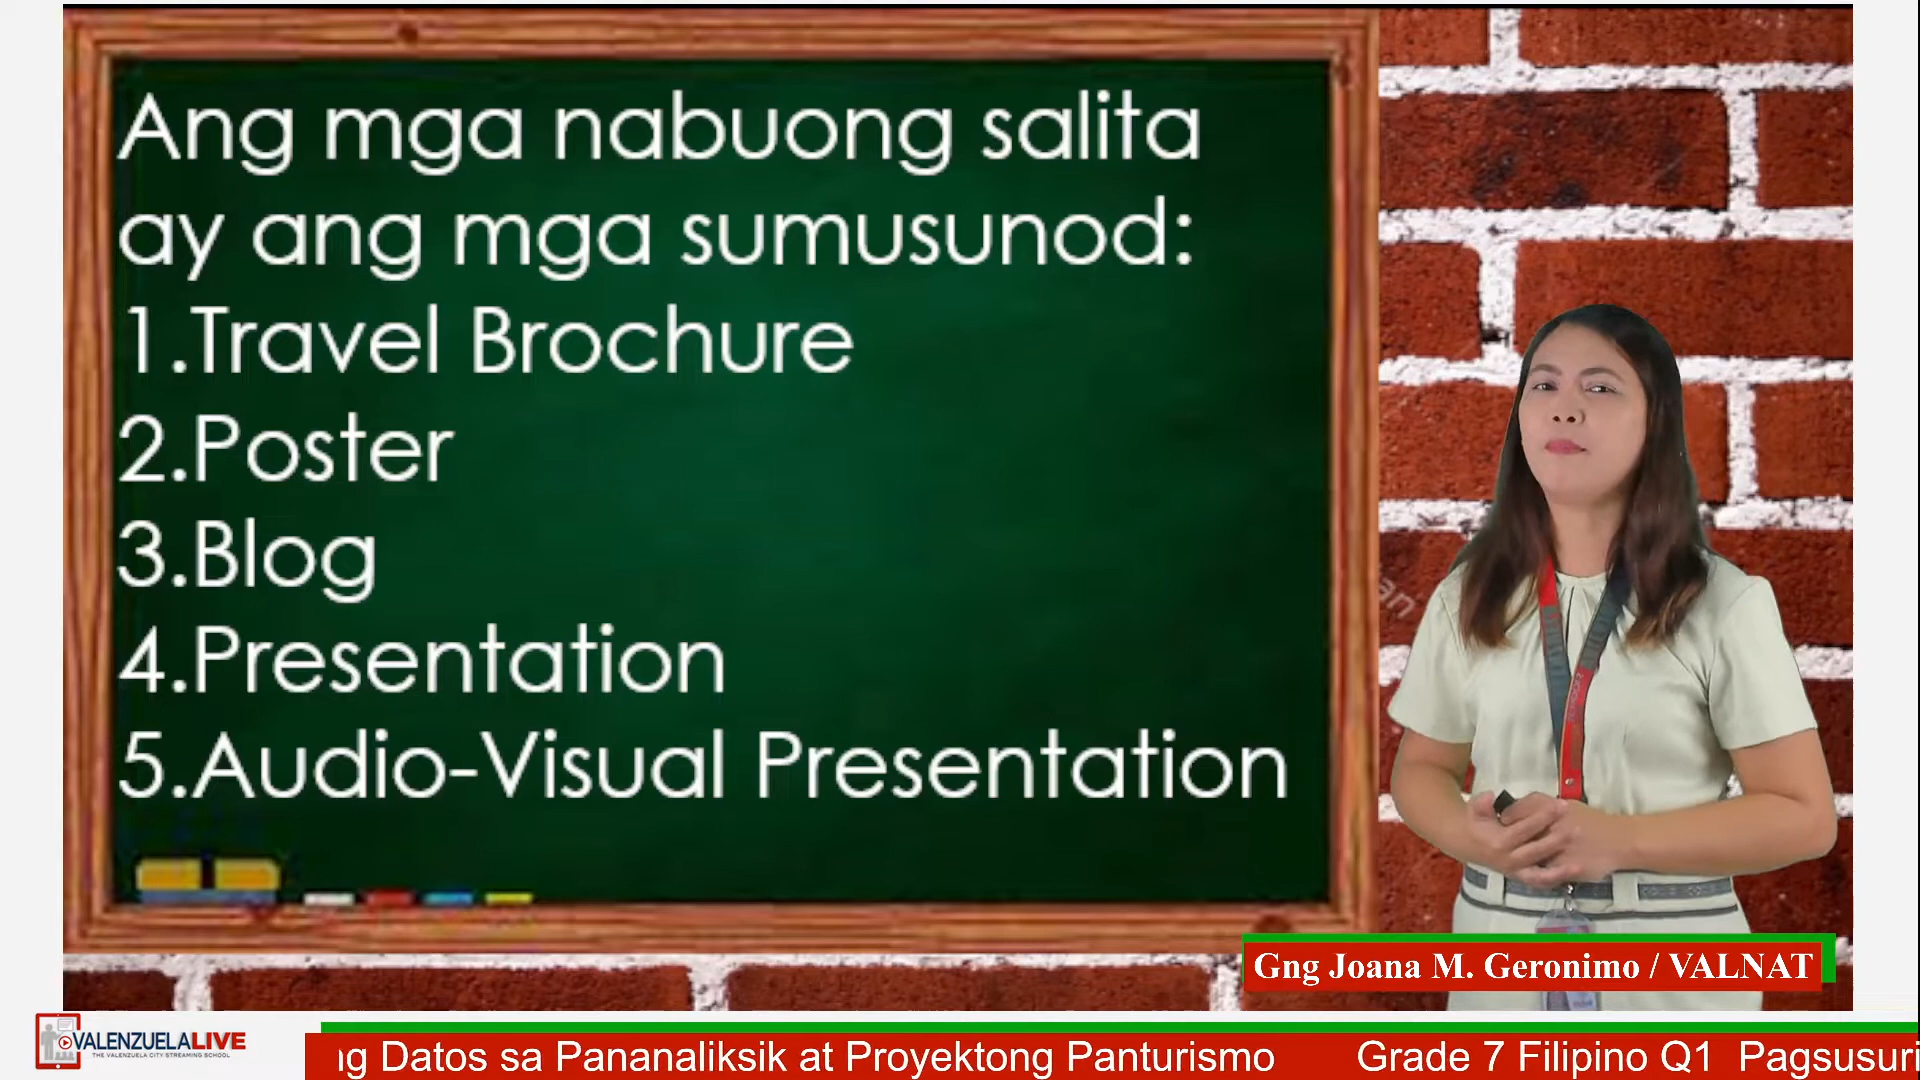 Ang mga nabuong salita
ay ang mga sumusunod:
1.Travel Brochure
2.Poster
3.Blog
4.Presentation
5.Audio-Visual Presentation
an
Gng Joana M. Geronimo / VALNAT
VALENZUELALIVE
THE VALENZUELA CITY STREAMING SCHOOL
ng Datos sa Pananaliksik at Proyektong Panturismo Grade 7 Filipino Q1 Pagsusuri